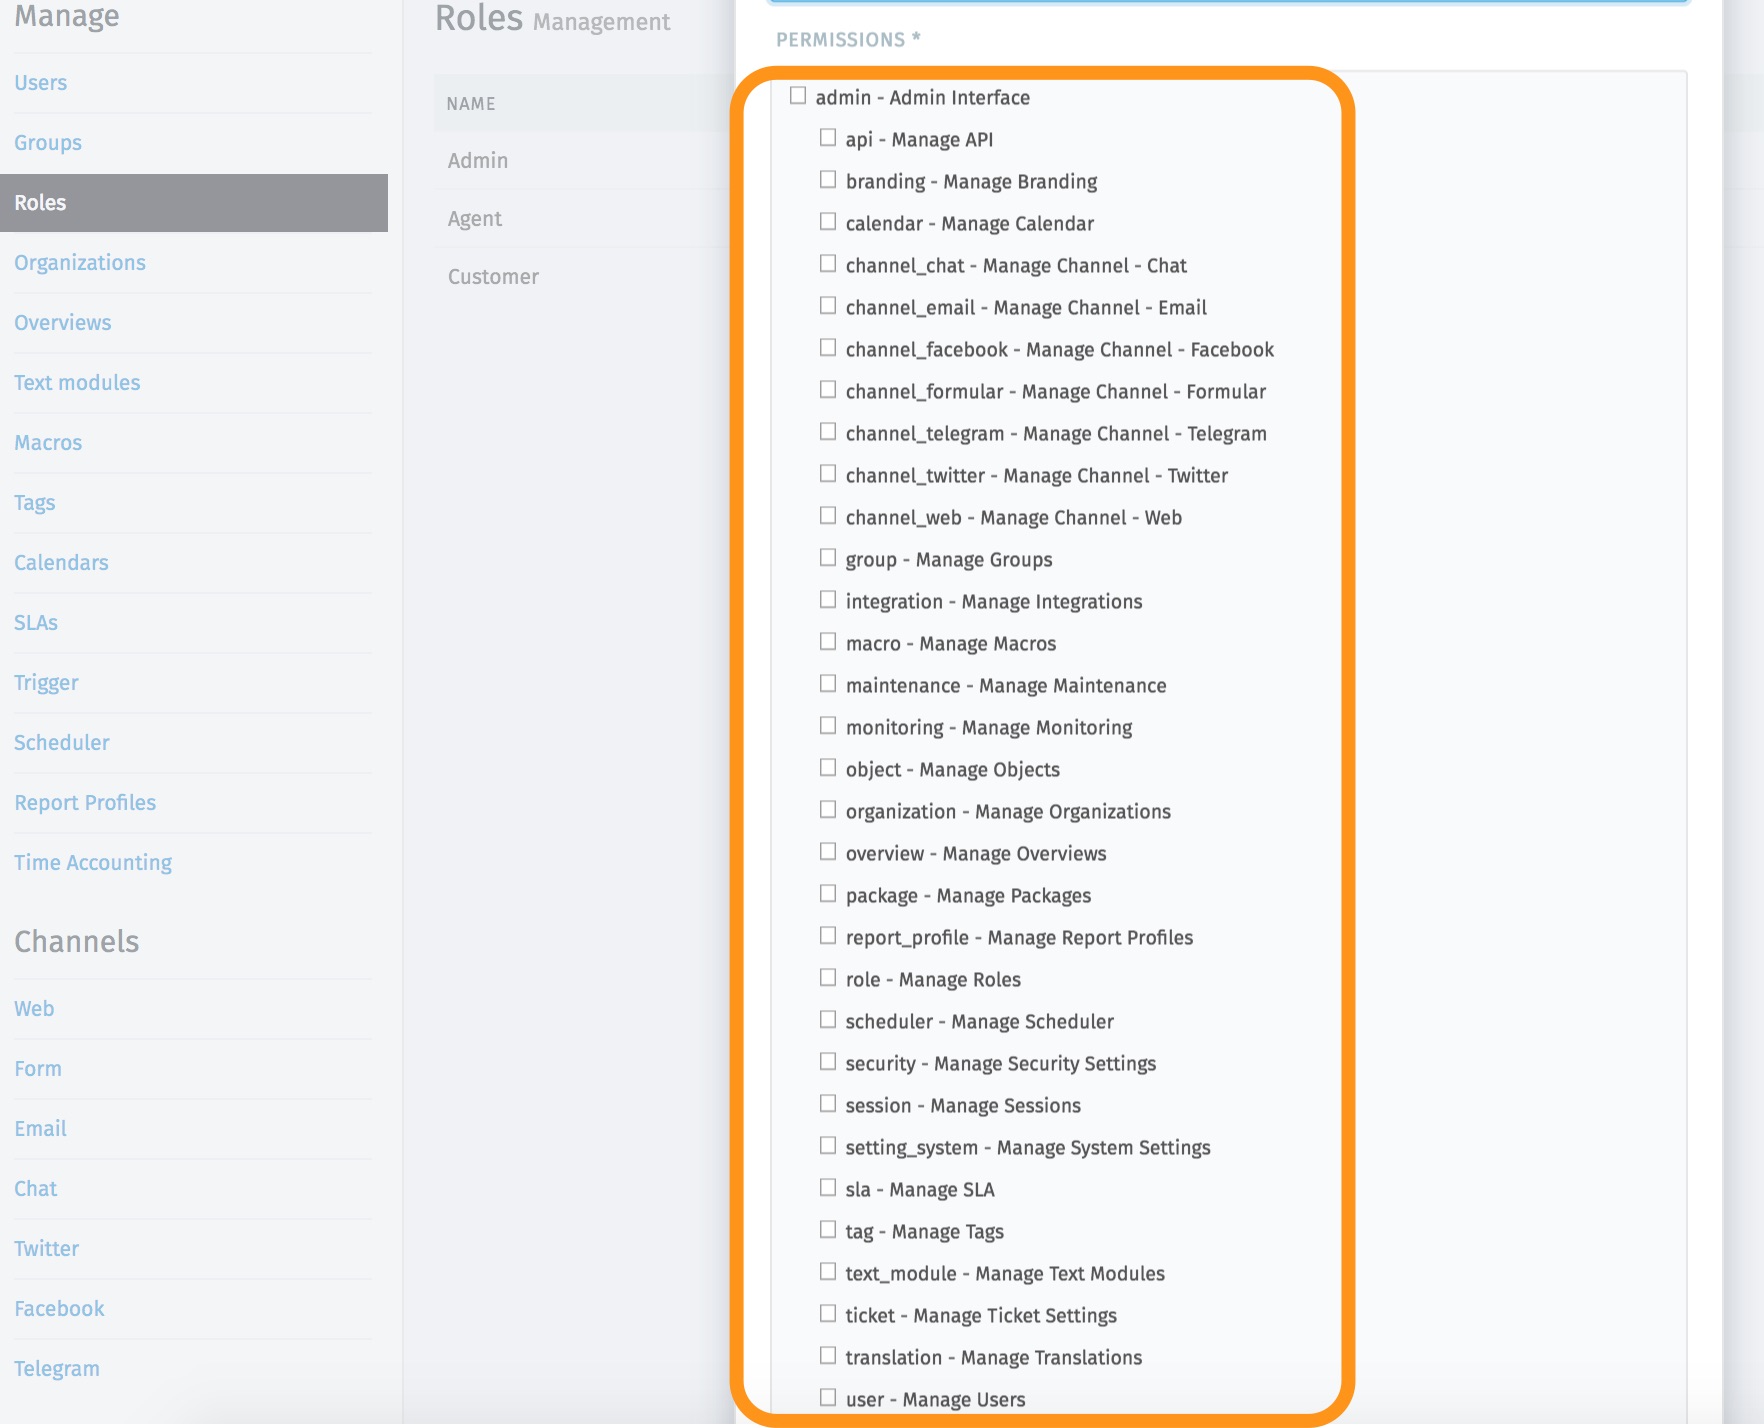 Manage
Users
Groups
Roles
Organizations
Overviews
Text modules
Macros
Tags
Calendars
SLAs
Trigger
Scheduler
Report Profiles
Time Accounting
Channels
Web
Form
Email
Chat
Twitter
Facebook
Telegram
Roles Management
NAME
Admin
Agent
Customer
PERMISSIONS *
admin - Admin Interface
api - Manage API
branding - Manage Branding
calendar - Manage Calendar
channel_chat - Manage Channel - Chat
channel_email - Manage Channel - Email
channel_facebook - Manage Channel - Facebook
channel_formular - Manage Channel - Formular
channel_telegram - Manage Channel - Telegram
channel_twitter - Manage Channel - Twitter
channel_web - Manage Channel - Web
group - Manage Groups
integration - Manage Integrations
macro - Manage Macros
maintenance - Manage Maintenance
monitoring - Manage Monitoring
object - Manage Objects
organization - Manage Organizations
overview - Manage Overviews
package - Manage Packages
report_profile - Manage Report Profiles
role - Manage Roles
scheduler - Manage Scheduler
security - Manage Security Settings
session - Manage Sessions
setting_system - Manage System Settings
sla - Manage SLA
tag - Manage Tags
text_module - Manage Text Modules
ticket - Manage Ticket Settings
translation - Manage Translations
user - Manage Users